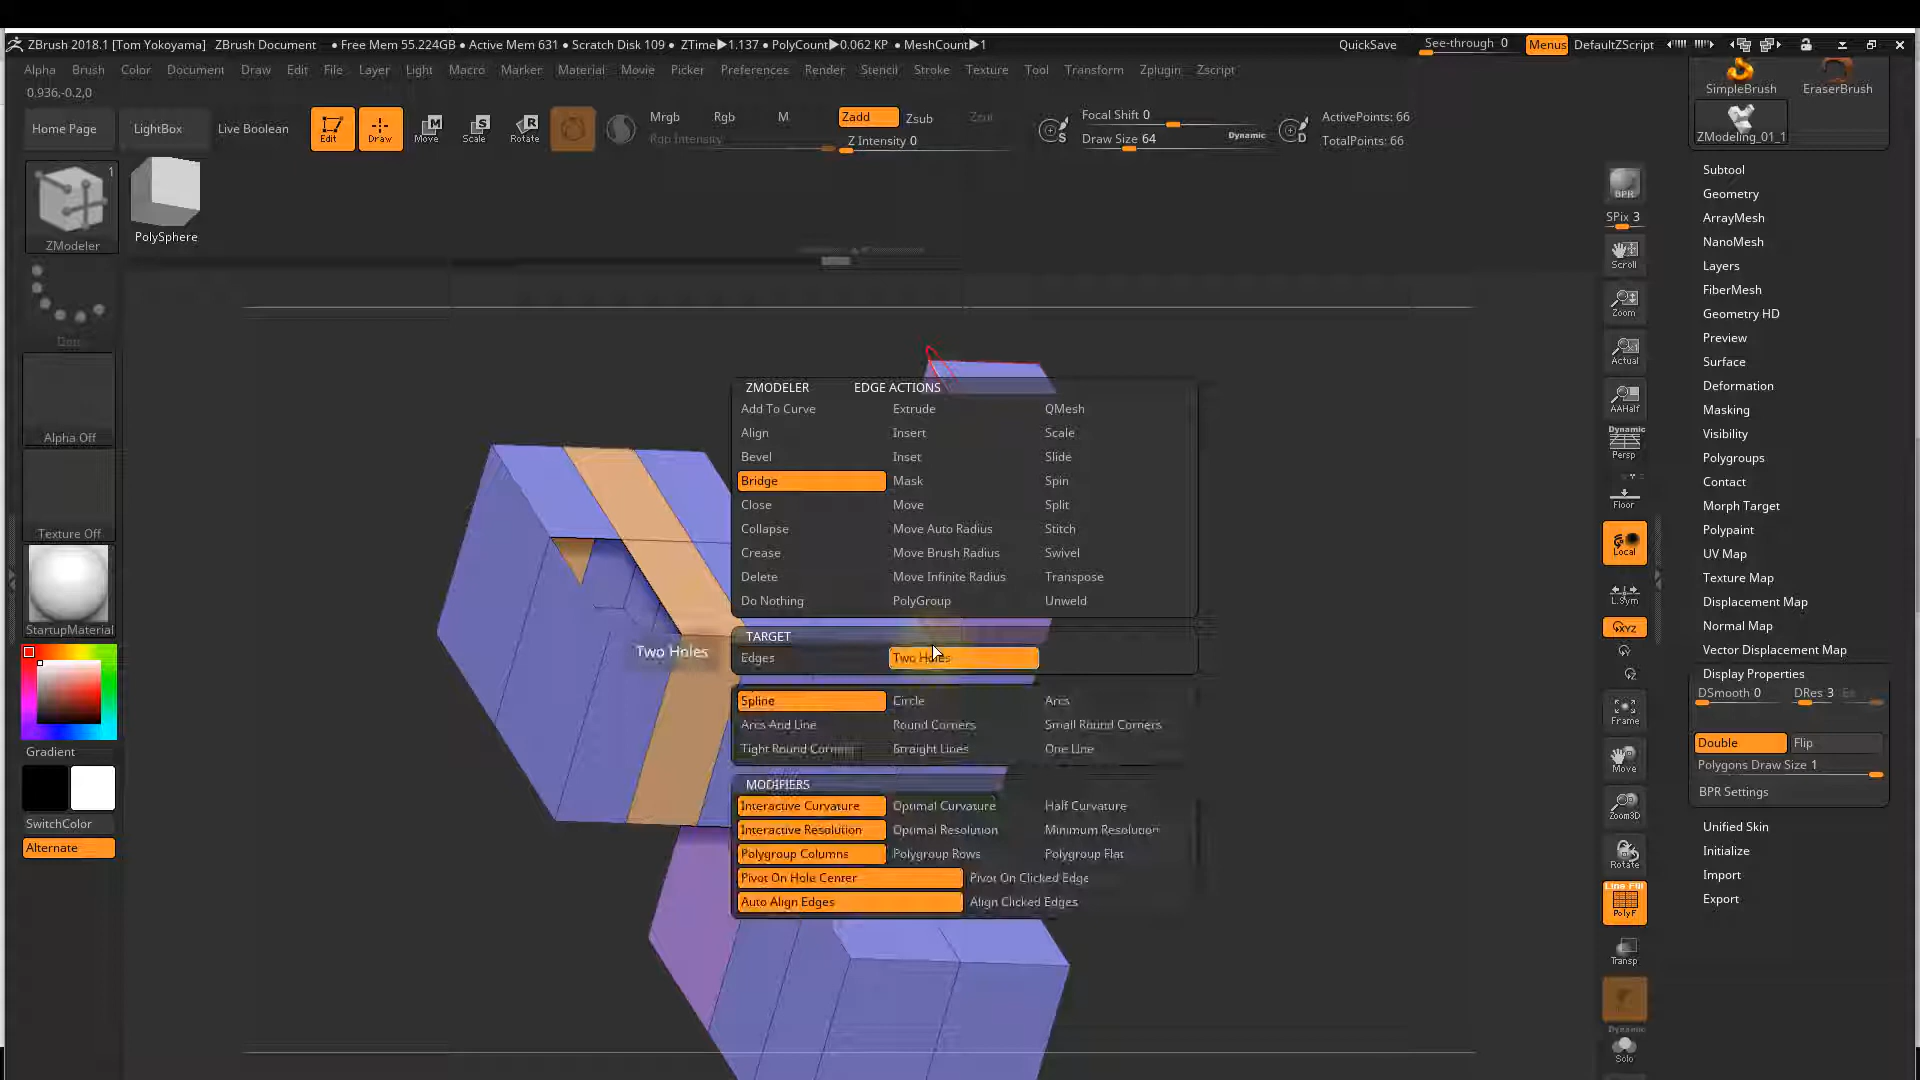 ZBrush 2018.1 [Tom Yokoyama] ZBrush Document • Free Mem 55.224GB • Active Mem 631 • Scratch Disk 109 • ZTime▶1.137 • PolyCount▶0.062 KP • MeshCount▶1 QuickSave See-through 0 Menus DefaultZScript
Alpha Brush Color Document Draw Edit File Layer Light Macro Marker Material Movie Picker Preferences Render Stencil Stroke Texture Tool Transform Zplugin Zscript
0.936,-0.2,0
Home Page LightBox Live Boolean Edit Draw Move Scale Rotate
Mrgb Rgb M Zadd Zsub Zcut
Rgb Intensity Z Intensity 0
Focal Shift 0
Draw Size 64 Dynamic
ActivePoints: 66
TotalPoints: 66
SimpleBrush EraserBrush
ZModeling_01_1
1
ZModeler
PolySphere
Alpha Off
Texture Off
StartupMaterial
Gradient
SwitchColor
Alternate
ZMODELER EDGE ACTIONS
Add To Curve Extrude QMesh
Align Insert Scale
Bevel Inset Slide
Bridge Mask Spin
Close Move Split
Collapse Move Auto Radius Stitch
Crease Move Brush Radius Swivel
Delete Move Infinite Radius Transpose
Do Nothing PolyGroup Unweld
TARGET
Edges Two Holes
Two Holes
Spline Circle Arcs
Arcs And Line Round Corners Small Round Corners
Tight Round Corners Straight Lines One Line
MODIFIERS
Interactive Curvature Optimal Curvature Half Curvature
Interactive Resolution Optimal Resolution Minimum Resolution
Polygroup Columns Polygroup Rows Polygroup Flat
Pivot On Hole Center Pivot On Clicked Edge
Auto Align Edges Align Clicked Edges
BPR
SPix 3
Scroll
Zoom
Actual
AAHalf
Dynamic
Persp
Floor
Local
L.Sym
XYZ
Frame
Move
Zoom3D
Rotate
Line Fill
PolyF
Transp
Dynamic
Solo
Subtool
Geometry
ArrayMesh
NanoMesh
Layers
FiberMesh
Geometry HD
Preview
Surface
Deformation
Masking
Visibility
Polygroups
Contact
Morph Target
Polypaint
UV Map
Texture Map
Displacement Map
Normal Map
Vector Displacement Map
Display Properties
DSmooth 0 DRes 3
Double Flip
Polygons Draw Size 1
BPR Settings
Unified Skin
Initialize
Import
Export